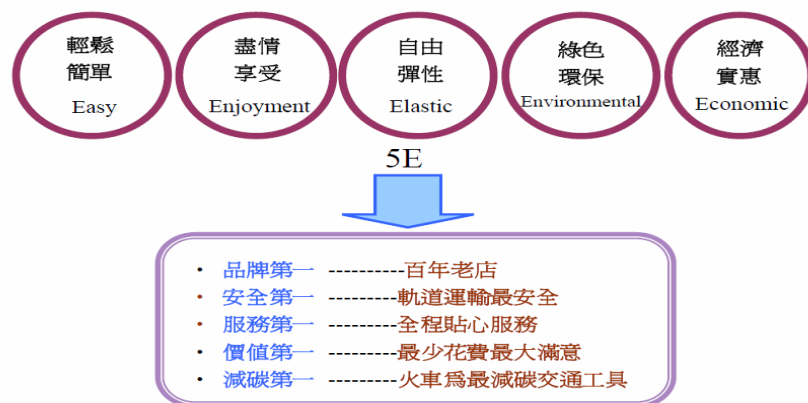 輕鬆
簡單
Easy
盡情
享受
Enjoyment
自由
彈性
Elastic
綠色
環保
Environmental
經濟
實惠
Economic
5E
• 品牌第一 ----------百年老店
• 安全第一 ----------軌道運輸最安全
• 服務第一 ----------全程貼心服務
• 價值第一 ----------最少花費最大滿意
• 減碳第一 ----------火車為最減碳交通工具